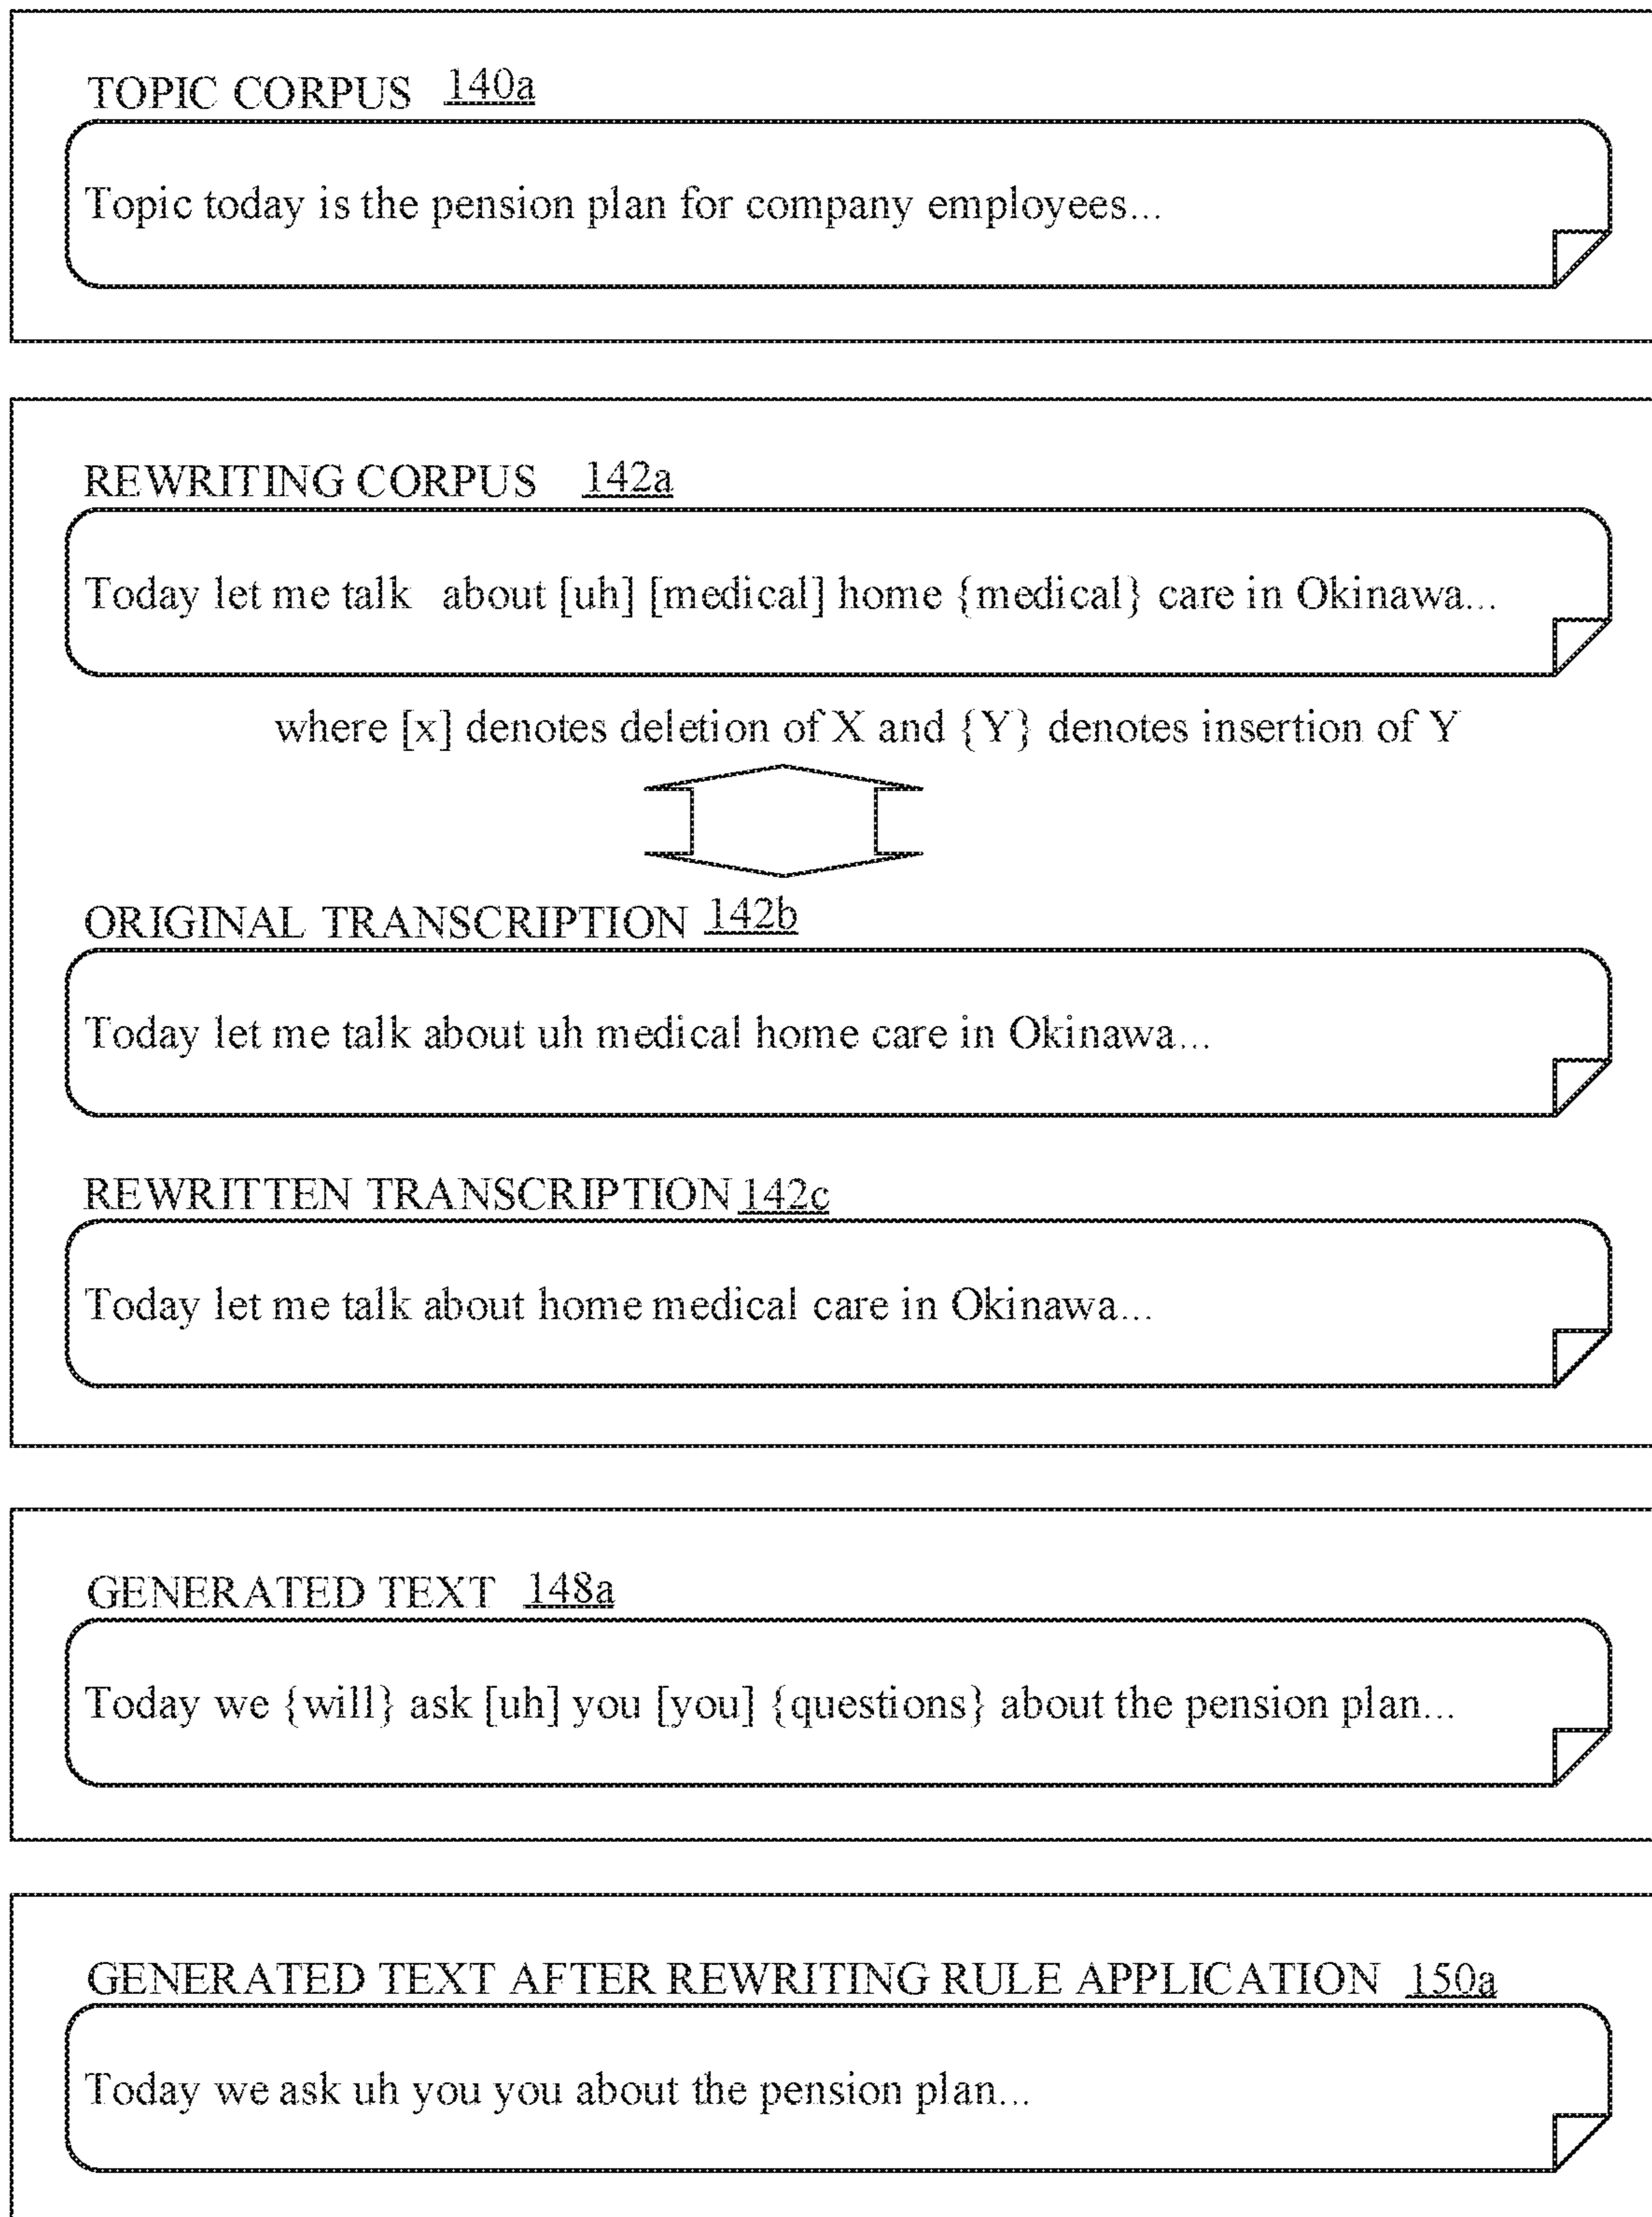 TOPIC CORPUS 140a
Topic today is the pension plan for company employees...
REWRITING CORPUS 142a
Today let me talk about [uh] [medical] home {medical} care in Okinawa...
where [x] denotes deletion of X and {Y} denotes insertion of Y
ORIGINAL TRANSCRIPTION 142b
Today let me talk about uh medical home care in Okinawa...
REWRITTEN TRANSCRIPTION 142c
Today let me talk about home medical care in Okinawa...
GENERATED TEXT 148a
Today we {will} ask [uh] you [you] {questions} about the pension plan...
GENERATED TEXT AFTER REWRITING RULE APPLICATION 150a
Today we ask uh you you about the pension plan...